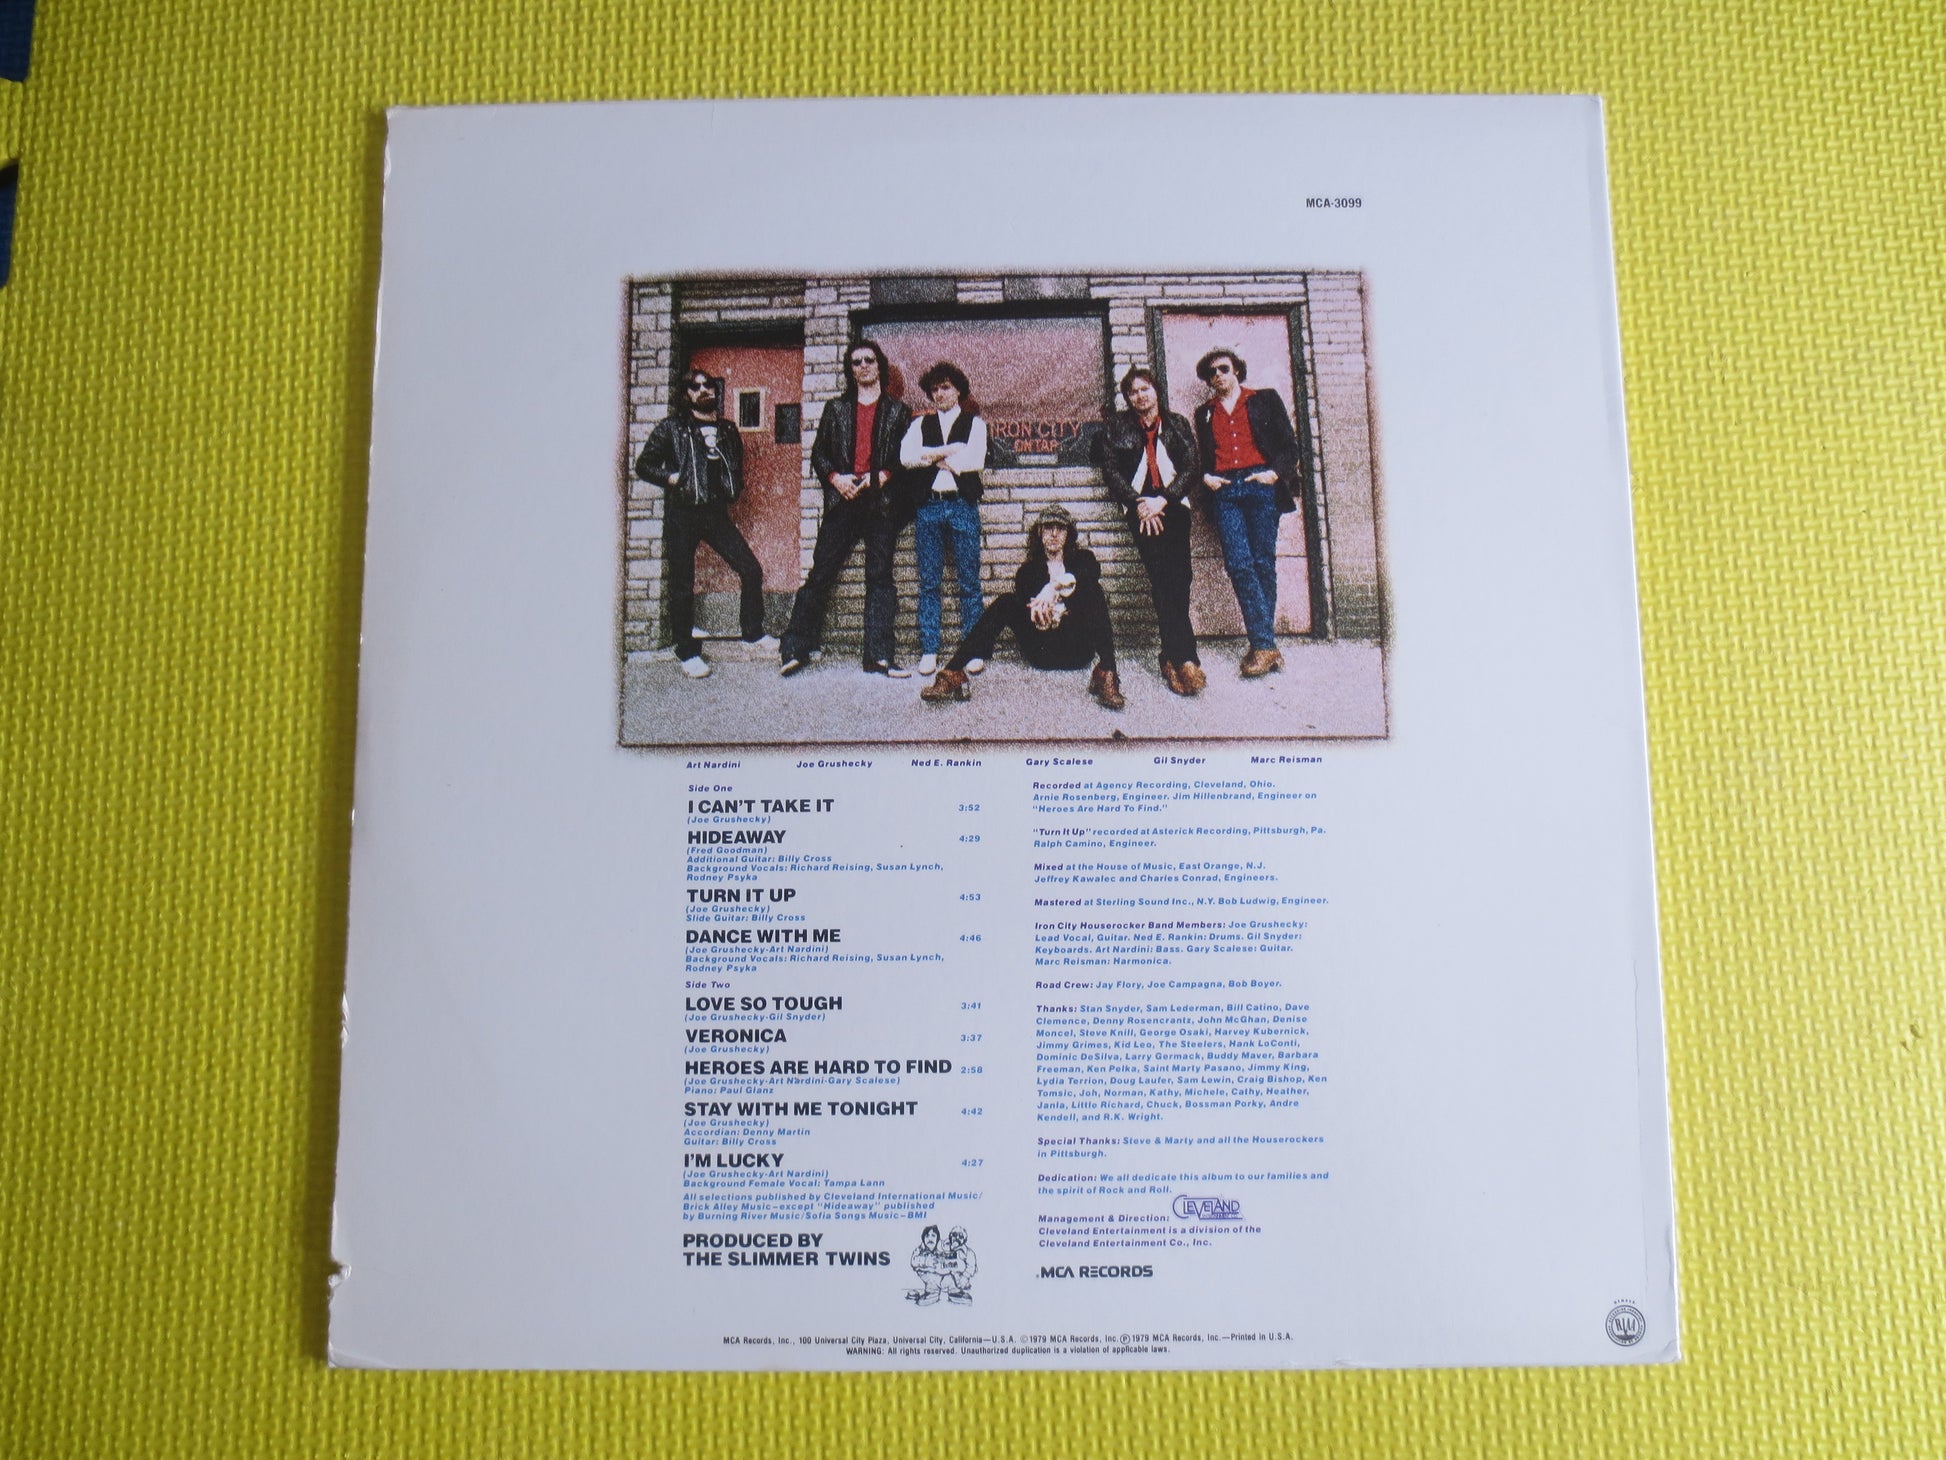 MCA-3099
IRON CITY
ON TAP
Art Nardini Joe Grushecky Ned E. Rankin Gary Scalese Gil Snyder Marc Reisman
Side One
I CAN'T TAKE IT 3:52
(Joe Grushecky)
HIDEAWAY 4:29
(Fred Goodman)
Additional Guitar: Billy Cross
Background Vocals: Richard Reising, Susan Lynch,
Rodney Psyka
TURN IT UP 4:53
(Joe Grushecky)
Slide Guitar: Billy Cross
DANCE WITH ME 4:46
(Joe Grushecky-Art Nardini)
Background Vocals: Richard Reising, Susan Lynch,
Rodney Psyka
Side Two
LOVE SO TOUGH 3:41
(Joe Grushecky-Gil Snyder)
VERONICA 3:37
(Joe Grushecky)
HEROES ARE HARD TO FIND 2:58
(Joe Grushecky-Art Nardini-Gary Scalese)
Piano: Paul Glanz
STAY WITH ME TONIGHT 4:42
(Joe Grushecky)
Accordian: Denny Martin
Guitar: Billy Cross
I'M LUCKY 4:27
(Joe Grushecky-Art Nardini)
Background Female Vocal: Tampa Lann
All selections published by Cleveland International Music/
Brick Alley Music—except "Hideaway" published
by Burning River Music/Sofia Songs Music—BMI
PRODUCED BY
THE SLIMMER TWINS
Recorded at Agency Recording, Cleveland, Ohio.
Arnie Rosenberg, Engineer. Jim Hillenbrand, Engineer on
"Heroes Are Hard To Find."
"Turn It Up" recorded at Asterick Recording, Pittsburgh, Pa.
Ralph Camino, Engineer.
Mixed at the House of Music, East Orange, N.J.
Jeffrey Kawalec and Charles Conrad, Engineers.
Mastered at Sterling Sound Inc., N.Y. Bob Ludwig, Engineer.
Iron City Houserocker Band Members: Joe Grushecky:
Lead Vocal, Guitar. Ned E. Rankin: Drums. Gil Snyder:
Keyboards. Art Nardini: Bass. Gary Scalese: Guitar.
Marc Reisman: Harmonica.
Road Crew: Jay Flory, Joe Campagna, Bob Boyer.
Thanks: Stan Snyder, Sam Lederman, Bill Catino, Dave
Clemence, Denny Rosencrantz, John McGhan, Denise
Moncel, Steve Knill, George Osaki, Harvey Kubernick,
Jimmy Grimes, Kid Leo, The Steelers, Hank LoConti,
Dominic DeSilva, Larry Germack, Buddy Maver, Barbara
Freeman, Ken Pelka, Saint Marty Pasano, Jimmy King,
Lydia Terrion, Doug Laufer, Sam Lewin, Craig Bishop, Ken
Tomsic, Joh, Norman, Kathy, Michele, Cathy, Heather,
Jania, Little Richard, Chuck, Bossman Porky, Andre
Kendell, and R.K. Wright.
Special Thanks: Steve & Marty and all the Houserockers
in Pittsburgh.
Dedication: We all dedicate this album to our families and
the spirit of Rock and Roll.
Management & Direction: CLEVELAND
Cleveland Entertainment is a division of the
Cleveland Entertainment Co., Inc.
MCA RECORDS
MCA Records, Inc., 100 Universal City Plaza, Universal City, California—U.S.A. ©1979 MCA Records, Inc. ℗1979 MCA Records, Inc.—Printed in U.S.A.
WARNING: All rights reserved. Unauthorized duplication is a violation of applicable laws.